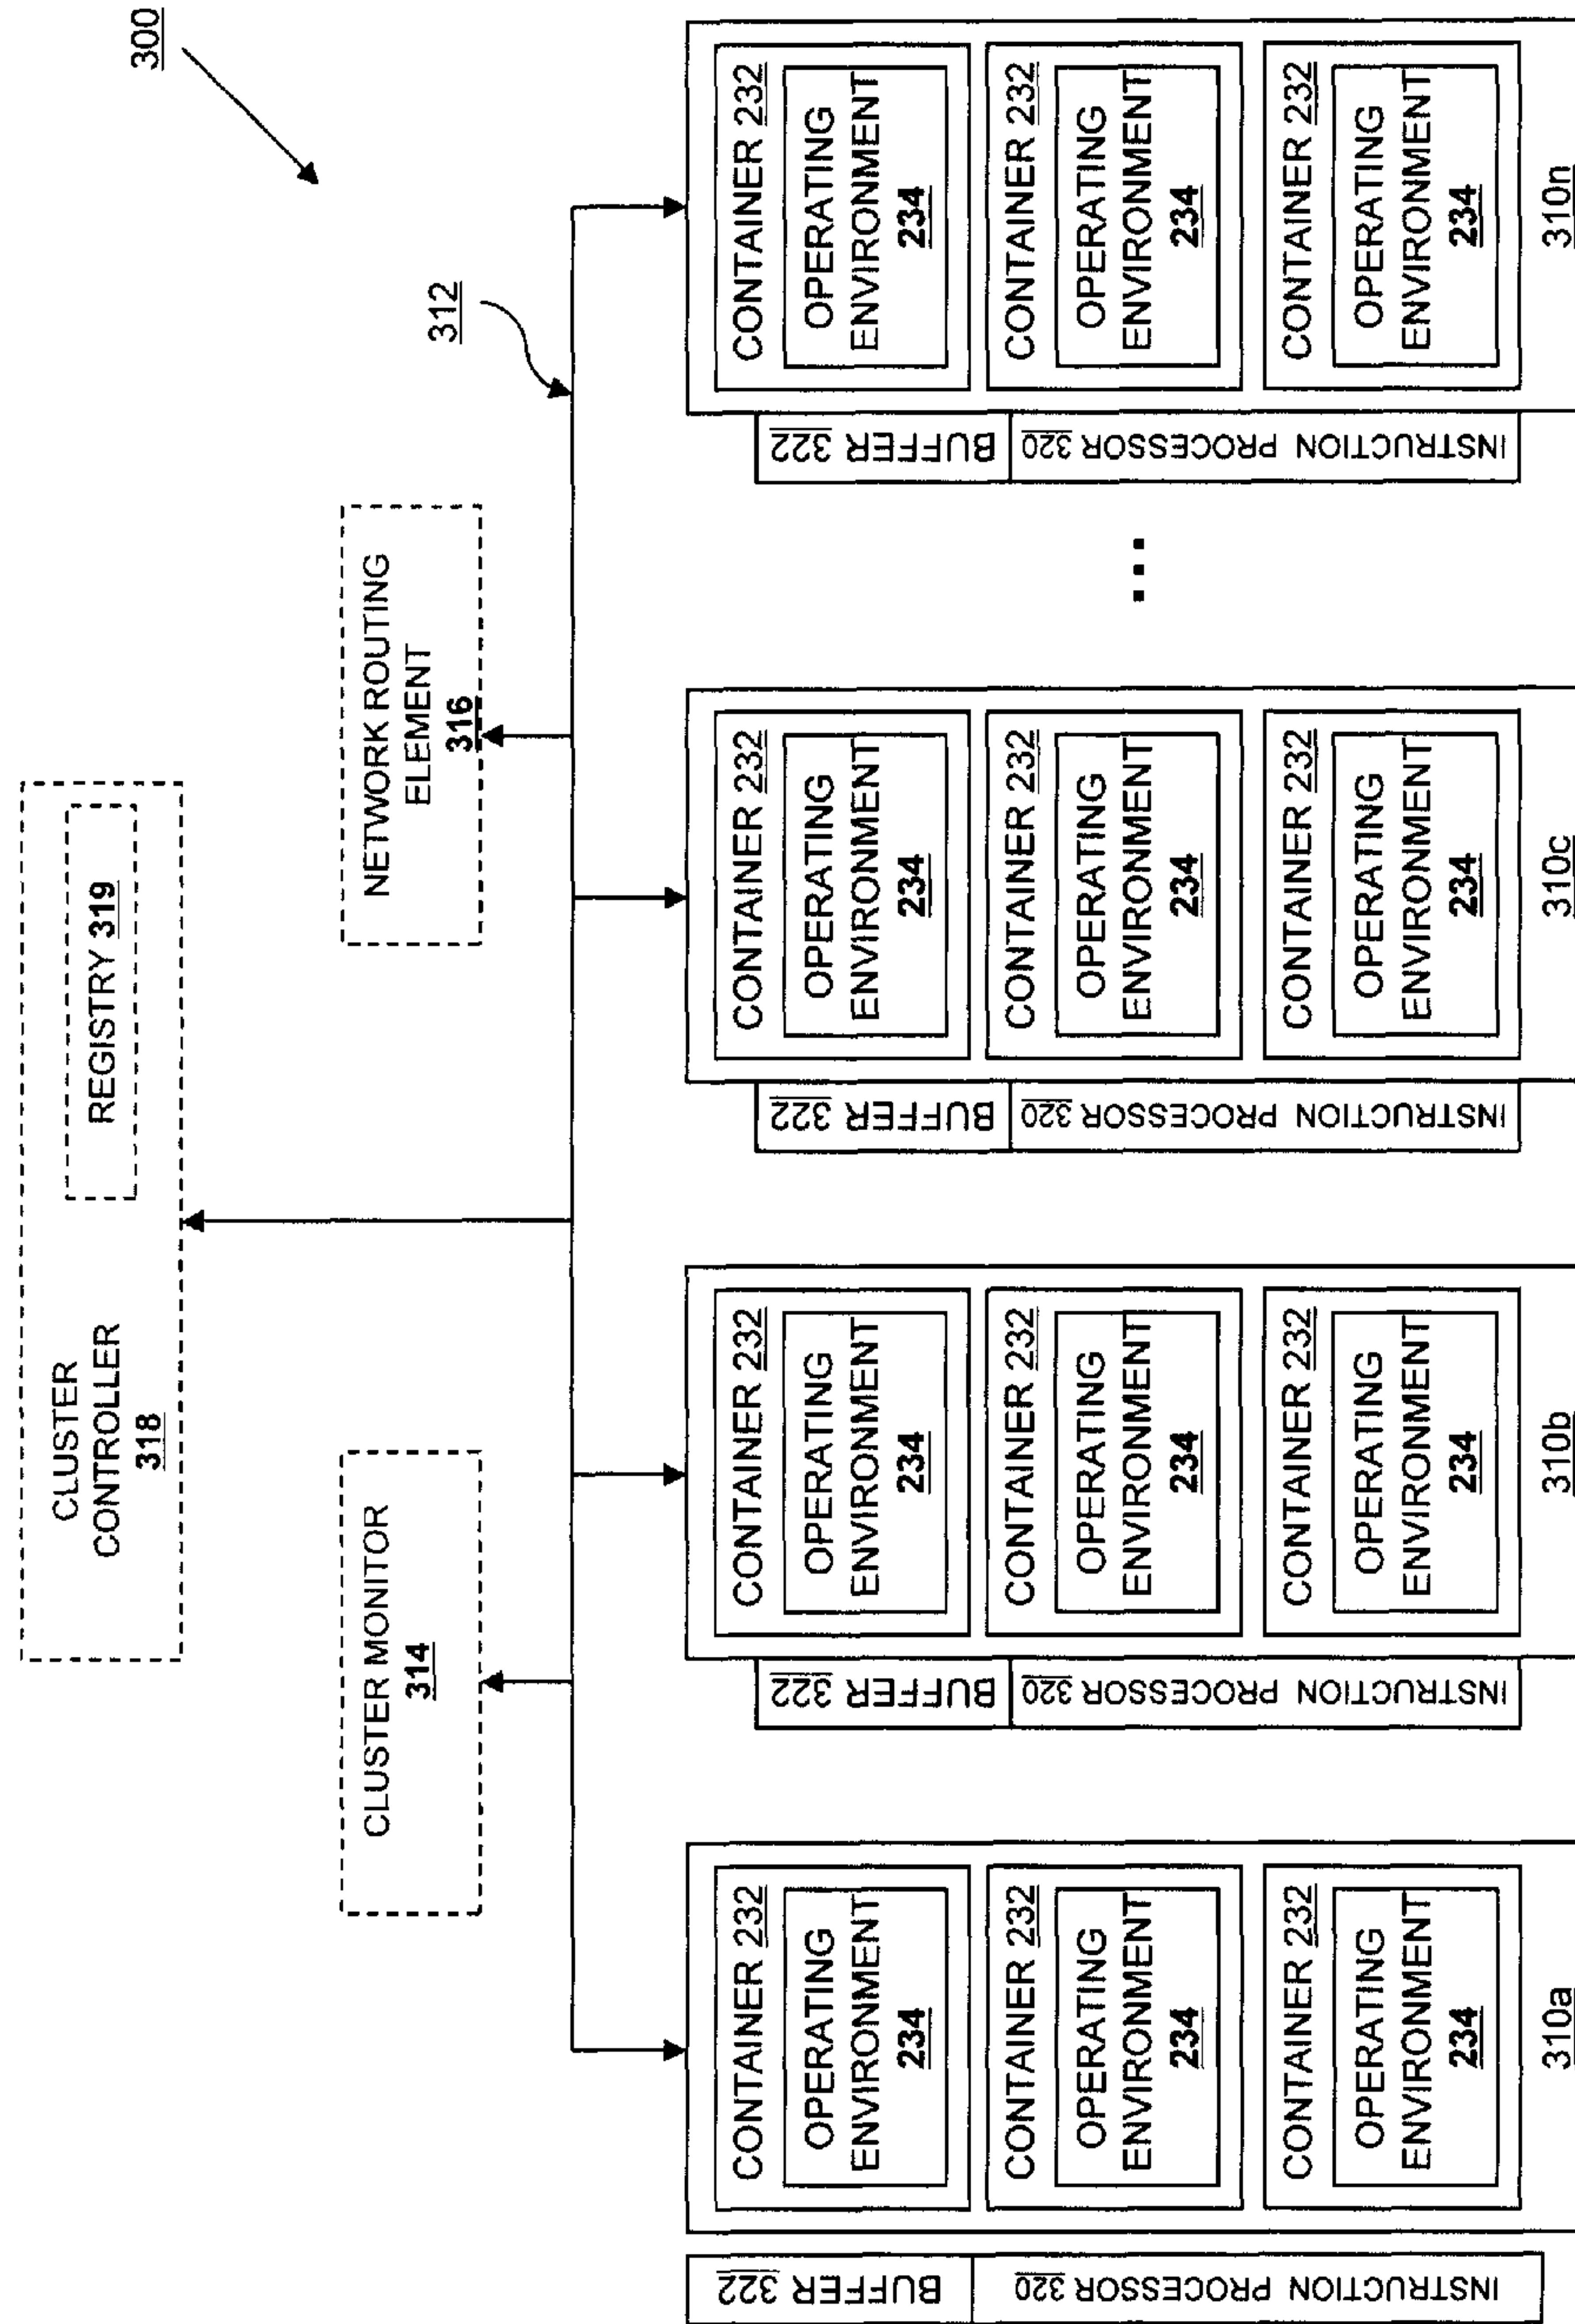 300
CLUSTER
CONTROLLER
318
REGISTRY 319
CLUSTER MONITOR
314
NETWORK ROUTING
ELEMENT
316
312
BUFFER 322
INSTRUCTION PROCESSOR 320
CONTAINER 232
OPERATING
ENVIRONMENT
234
CONTAINER 232
OPERATING
ENVIRONMENT
234
CONTAINER 232
OPERATING
ENVIRONMENT
234
310a
BUFFER 322
INSTRUCTION PROCESSOR 320
CONTAINER 232
OPERATING
ENVIRONMENT
234
CONTAINER 232
OPERATING
ENVIRONMENT
234
CONTAINER 232
OPERATING
ENVIRONMENT
234
310b
BUFFER 322
INSTRUCTION PROCESSOR 320
CONTAINER 232
OPERATING
ENVIRONMENT
234
CONTAINER 232
OPERATING
ENVIRONMENT
234
CONTAINER 232
OPERATING
ENVIRONMENT
234
310c
...
BUFFER 322
INSTRUCTION PROCESSOR 320
CONTAINER 232
OPERATING
ENVIRONMENT
234
CONTAINER 232
OPERATING
ENVIRONMENT
234
CONTAINER 232
OPERATING
ENVIRONMENT
234
310n